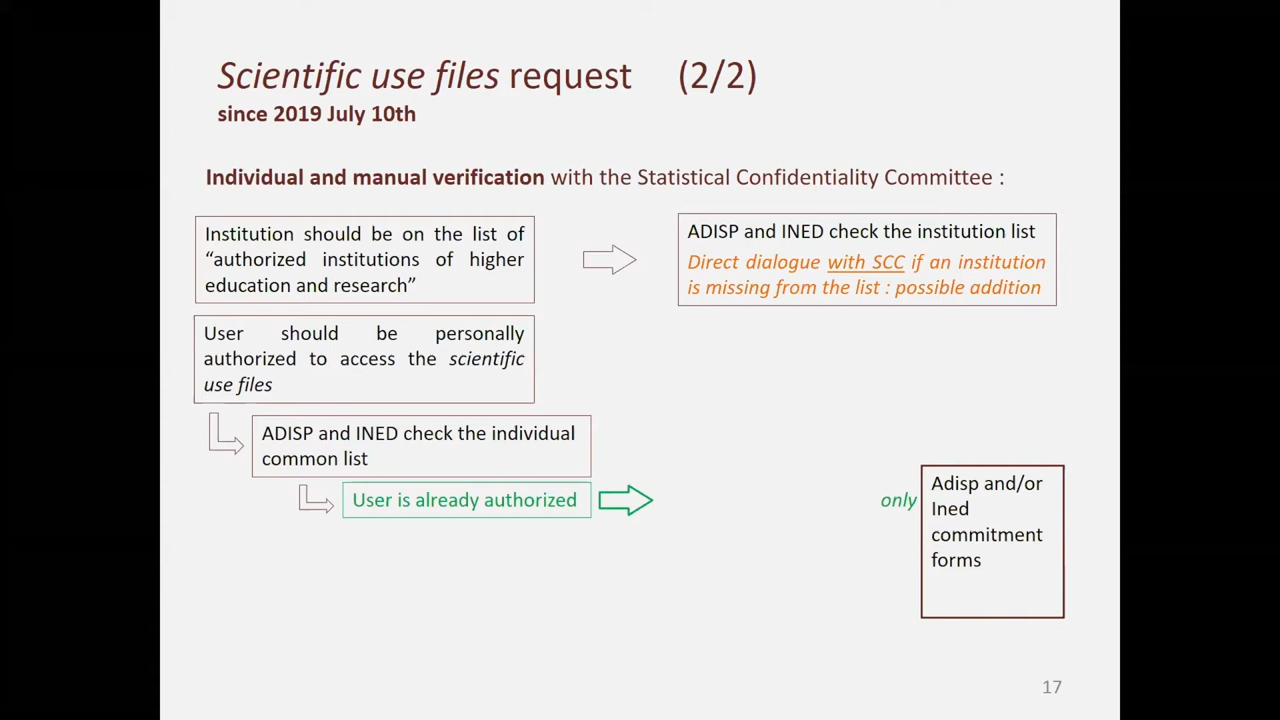 Scientific use files request (2/2)
since 2019 July 10th
Individual and manual verification with the Statistical Confidentiality Committee :
Institution should be on the list of
“authorized institutions of higher
education and research”
ADISP and INED check the institution list
Direct dialogue with SCC if an institution
is missing from the list : possible addition
User should be personally
authorized to access the scientific
use files
ADISP and INED check the individual
common list
User is already authorized
only
Adisp and/or
Ined
commitment
forms
17